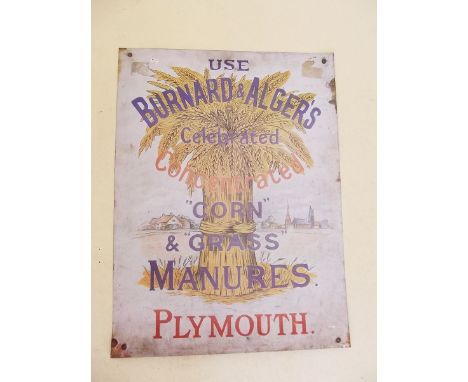 USE
BURNARD & ALGER'S
Celebrated
Concentrated
"CORN"
& "GRASS"
MANURES.
PLYMOUTH.